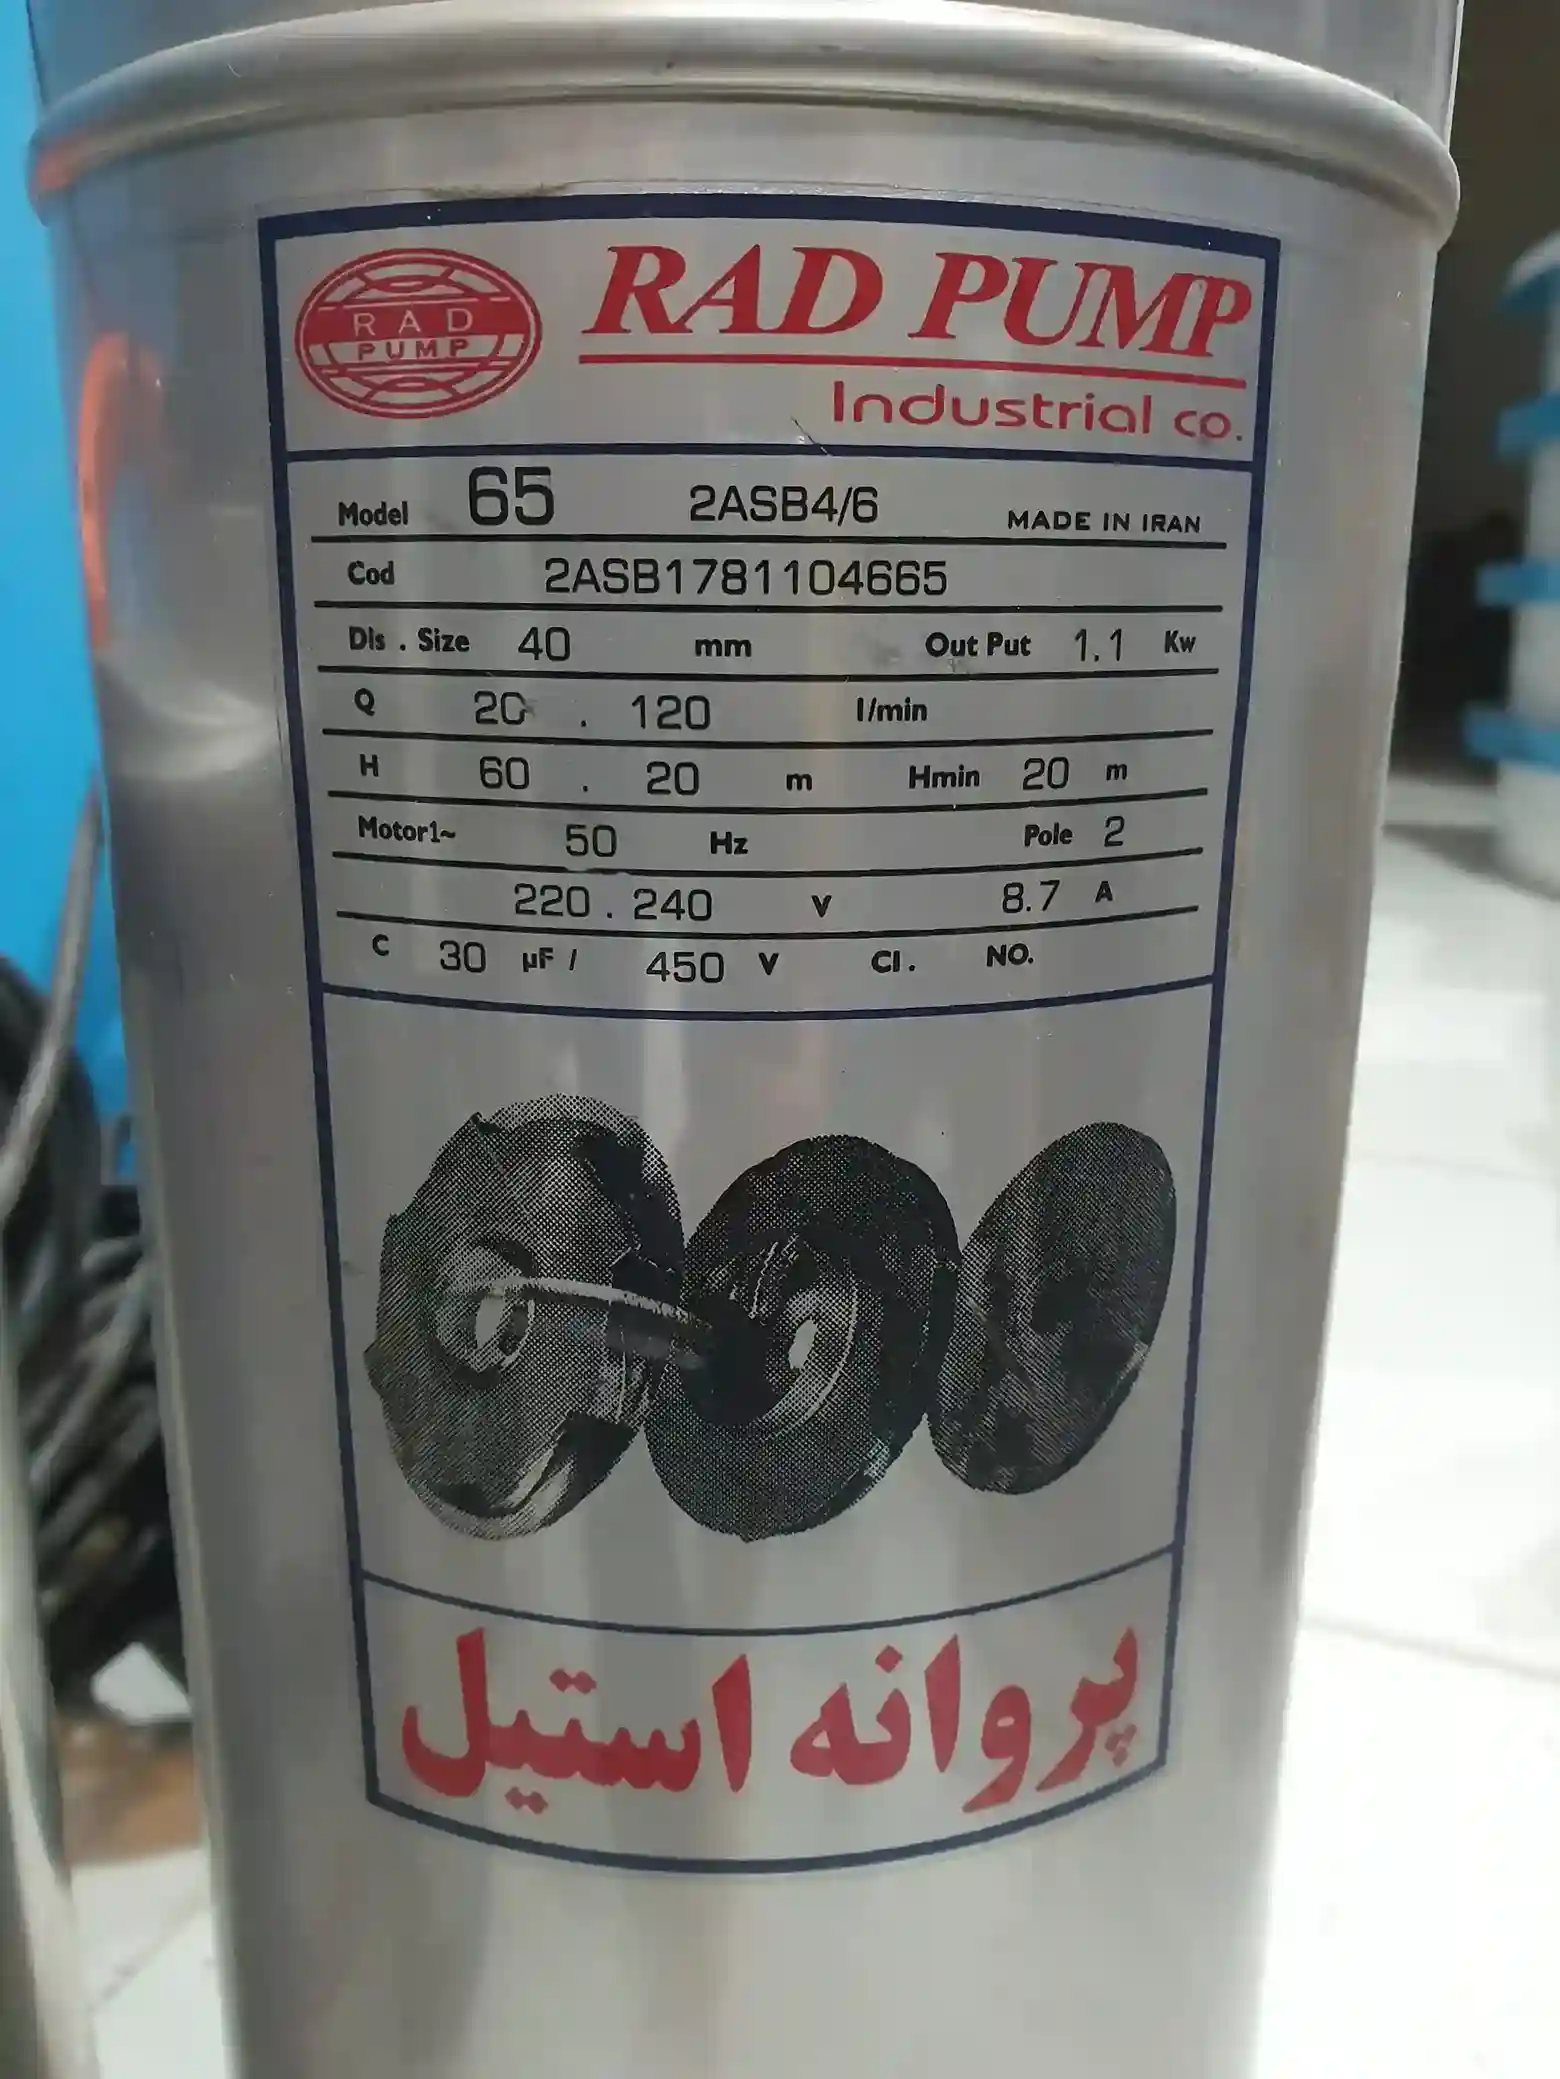 RAD
PUMP
RAD PUMP
Industrial co.
Model 65 2ASB4/6 MADE IN IRAN
Cod 2ASB1781104665
Dis . Size 40 mm Out Put 1.1 Kw
Q 20 . 120 l/min
H 60 . 20 m Hmin 20 m
Motor1~ 50 Hz Pole 2
220 . 240 V 8.7 A
C 30 µF / 450 V Cl . NO.
پروانه استیل